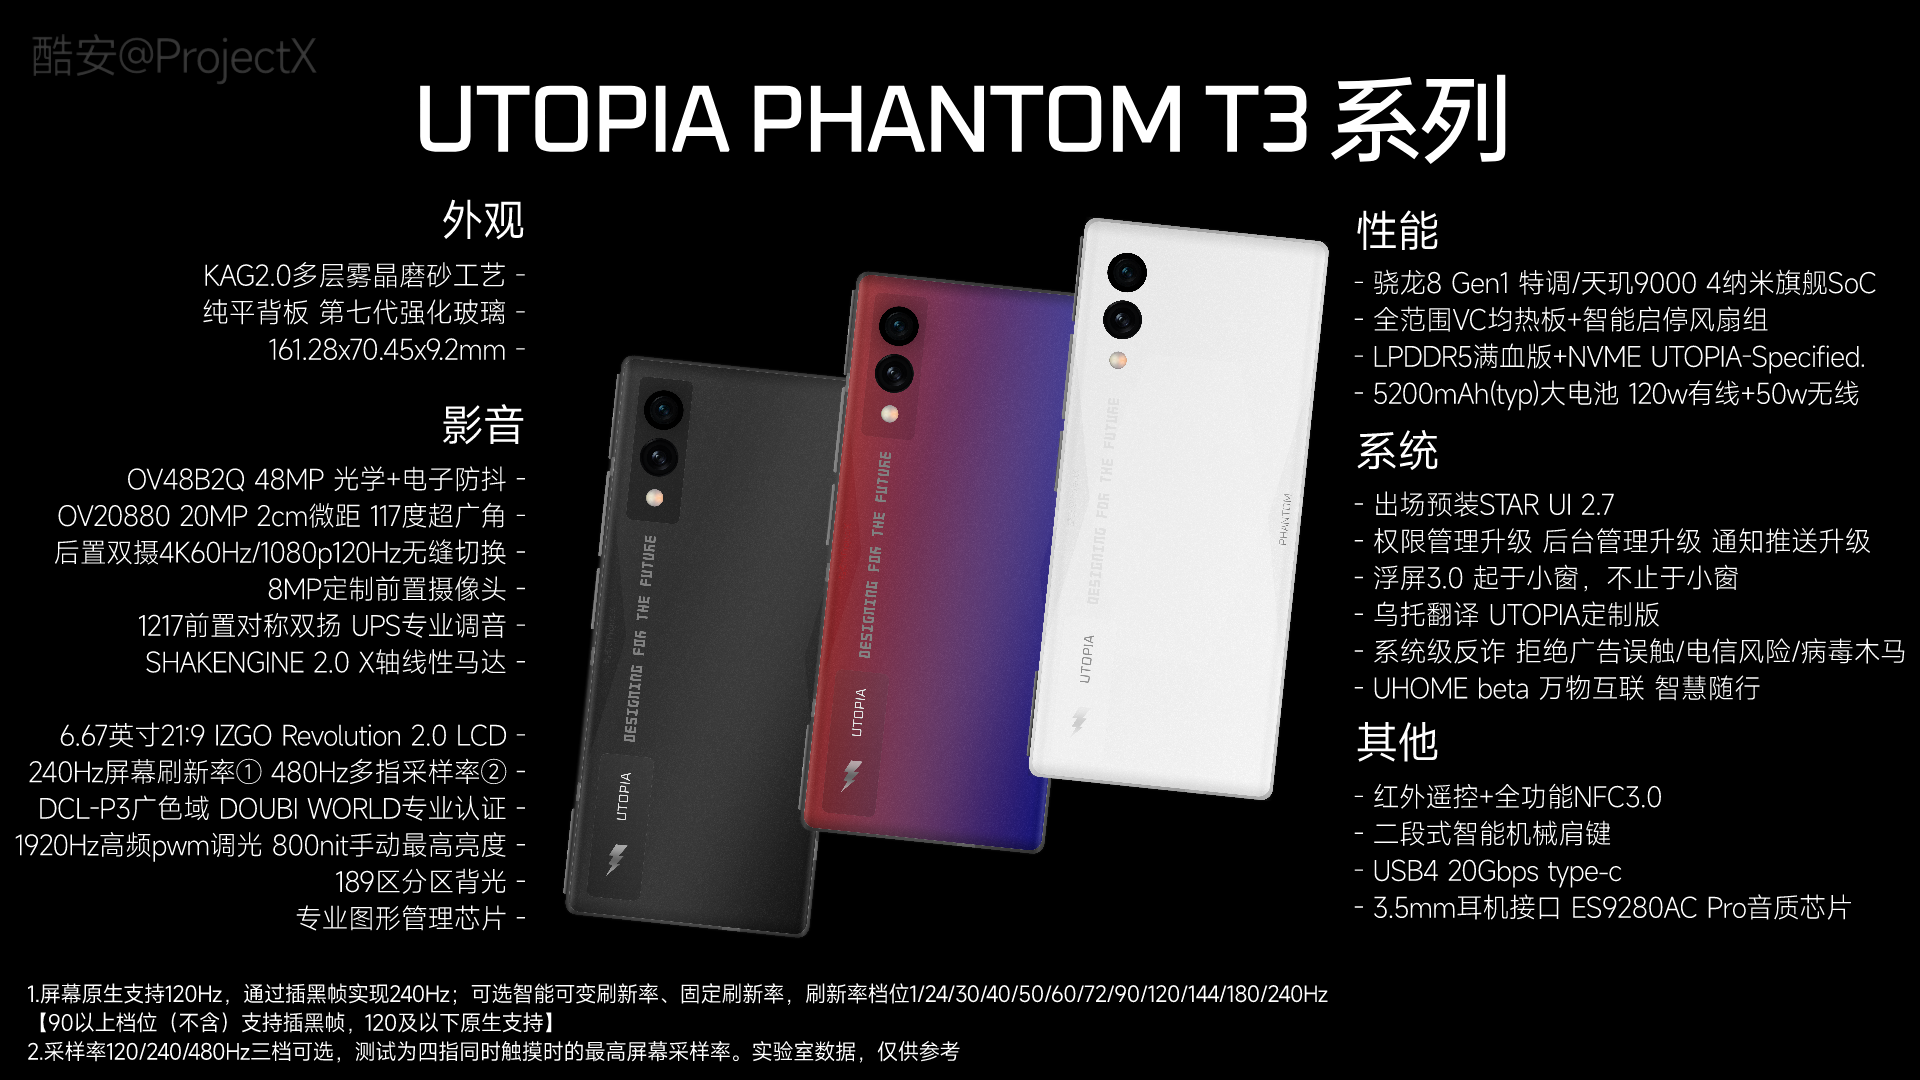 酷安@ProjectX
UTOPIA PHANTOM T3 系列
外观
KAG2.0多层雾晶磨砂工艺 -
纯平背板 第七代强化玻璃 -
161.28x70.45x9.2mm -
影音
OV48B2Q 48MP 光学+电子防抖 -
OV20880 20MP 2cm微距 117度超广角 -
后置双摄4K60Hz/1080p120Hz无缝切换 -
8MP定制前置摄像头 -
1217前置对称双扬 UPS专业调音 -
SHAKENGINE 2.0 X轴线性马达 -
6.67英寸21:9 IZGO Revolution 2.0 LCD -
240Hz屏幕刷新率① 480Hz多指采样率② -
DCL-P3广色域 DOUBI WORLD专业认证 -
1920Hz高频pwm调光 800nit手动最高亮度 -
189区分区背光 -
专业图形管理芯片 -
DESIGNING FOR THE FUTURE
UTOPIA
DESIGNING FOR THE FUTURE
UTOPIA
DESIGNING FOR THE FUTURE
UTOPIA
PHANTOM
性能
- 骁龙8 Gen1 特调/天玑9000 4纳米旗舰SoC
- 全范围VC均热板+智能启停风扇组
- LPDDR5满血版+NVME UTOPIA-Specified.
- 5200mAh(typ)大电池 120w有线+50w无线
系统
- 出场预装STAR UI 2.7
- 权限管理升级 后台管理升级 通知推送升级
- 浮屏3.0 起于小窗，不止于小窗
- 乌托翻译 UTOPIA定制版
- 系统级反诈 拒绝广告误触/电信风险/病毒木马
- UHOME beta 万物互联 智慧随行
其他
- 红外遥控+全功能NFC3.0
- 二段式智能机械肩键
- USB4 20Gbps type-c
- 3.5mm耳机接口 ES9280AC Pro音质芯片
1.屏幕原生支持120Hz，通过插黑帧实现240Hz；可选智能可变刷新率、固定刷新率，刷新率档位1/24/30/40/50/60/72/90/120/144/180/240Hz
【90以上档位（不含）支持插黑帧，120及以下原生支持】
2.采样率120/240/480Hz三档可选，测试为四指同时触摸时的最高屏幕采样率。实验室数据，仅供参考